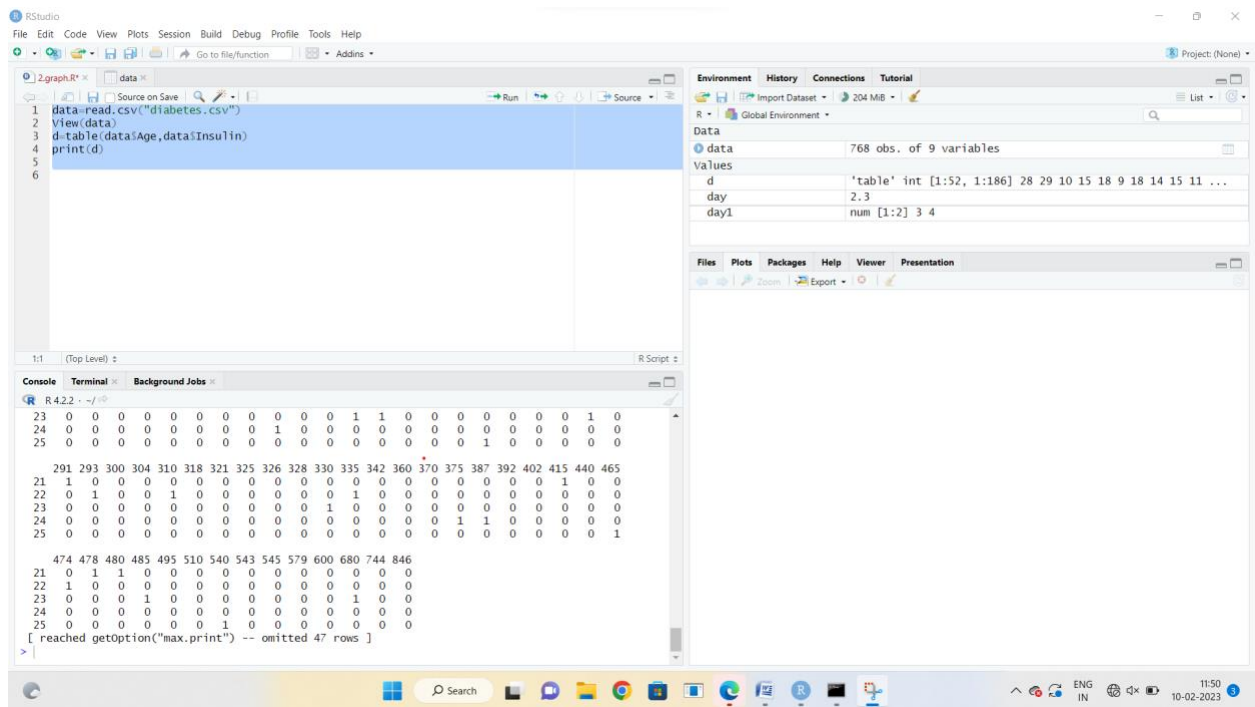 RStudio
File Edit Code View Plots Session Build Debug Profile Tools Help
Go to file/function Addins Project: (None)
2.graph.R* data
Source on Save Run Source
1 data=read.csv("diabetes.csv")
2 View(data)
3 d=table(data$Age,data$Insulin)
4 print(d)
5
6
1:1 (Top Level) R Script
Console Terminal Background Jobs
R 4.2.2 · ~/
23 0 0 0 0 0 0 0 0 0 0 0 1 1 0 0 0 0 0 0 0 1 0
24 0 0 0 0 0 0 0 0 1 0 0 0 0 0 0 0 0 0 0 0 0 0
25 0 0 0 0 0 0 0 0 0 0 0 0 0 0 0 0 1 0 0 0 0 0
291 293 300 304 310 318 321 325 326 328 330 335 342 360 370 375 387 392 402 415 440 465
21 1 0 0 0 0 0 0 0 0 0 0 0 0 0 0 0 0 0 0 1 0 0
22 0 1 0 0 1 0 0 0 0 0 0 1 0 0 0 0 0 0 0 0 0 0
23 0 0 0 0 0 0 0 0 0 0 1 0 0 0 0 0 0 0 0 0 0 0
24 0 0 0 0 0 0 0 0 0 0 0 0 0 0 0 1 1 0 0 0 0 0
25 0 0 0 0 0 0 0 0 0 0 0 0 0 0 0 0 0 0 0 0 0 1
474 478 480 485 495 510 540 543 545 579 600 680 744 846
21 0 1 1 0 0 0 0 0 0 0 0 0 0 0
22 1 0 0 0 0 0 0 0 0 0 0 0 0 0
23 0 0 0 1 0 0 0 0 0 0 0 1 0 0
24 0 0 0 0 0 0 0 0 0 0 0 0 0 0
25 0 0 0 0 0 0 1 0 0 0 0 0 0 0
[ reached getOption("max.print") -- omitted 47 rows ]
>
Environment History Connections Tutorial
Import Dataset 204 MiB List
R Global Environment
Data
data 768 obs. of 9 variables
Values
d 'table' int [1:52, 1:186] 28 29 10 15 18 9 18 14 15 11 ...
day 2.3
day1 num [1:2] 3 4
Files Plots Packages Help Viewer Presentation
Zoom Export
Search
ENG
IN
11:50
10-02-2023
3